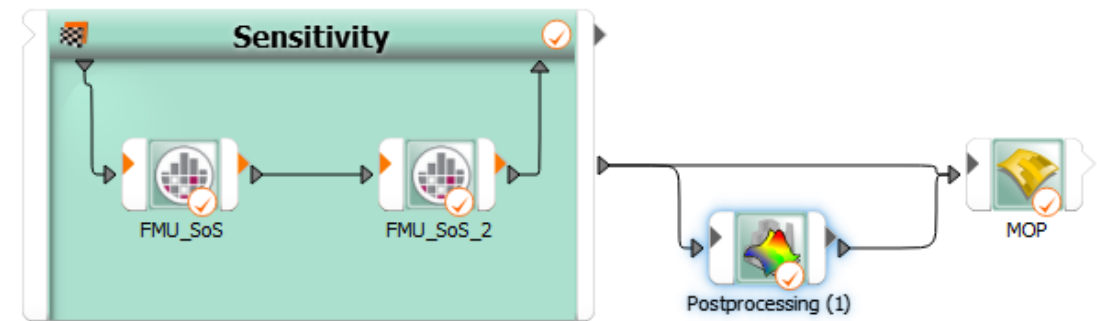 Sensitivity
FMU_SoS
FMU_SoS_2
MOP
Postprocessing (1)